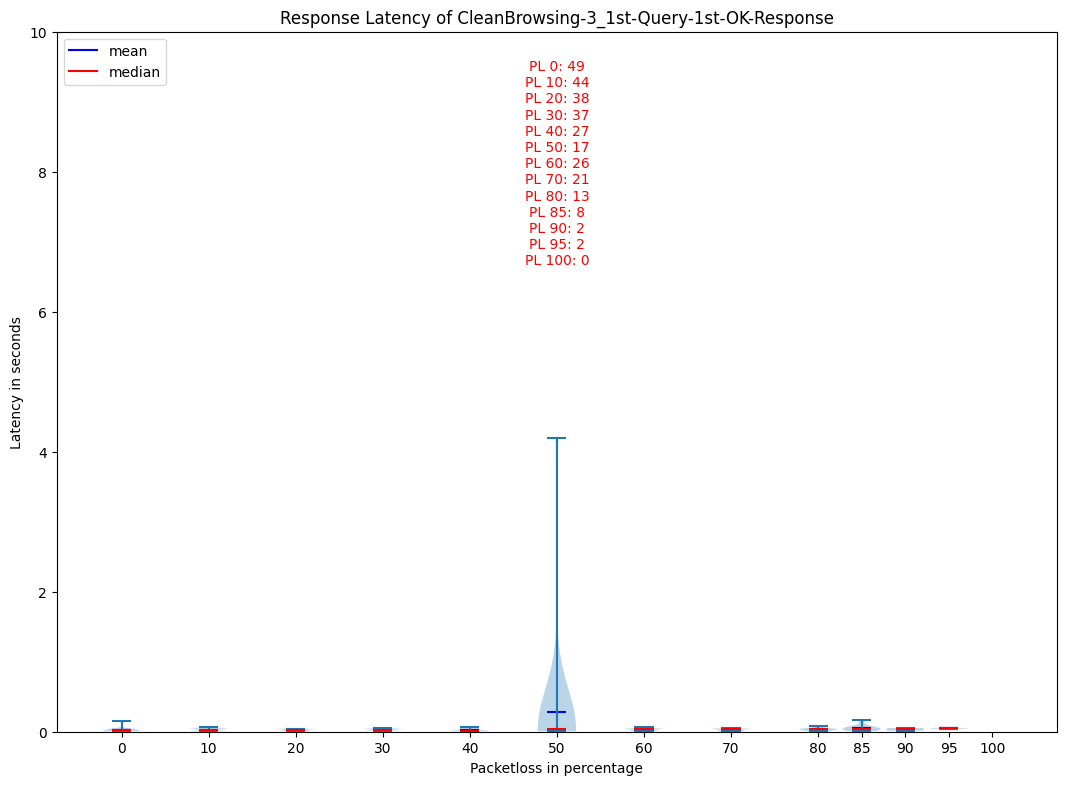 Response Latency of CleanBrowsing-3_1st-Query-1st-OK-Response
mean
median
PL 0: 49
PL 10: 44
PL 20: 38
PL 30: 37
PL 40: 27
PL 50: 17
PL 60: 26
PL 70: 21
PL 80: 13
PL 85: 8
PL 90: 2
PL 95: 2
PL 100: 0
Latency in seconds
10
8
6
4
2
0
0 10 20 30 40 50 60 70 80 85 90 95 100
Packetloss in percentage